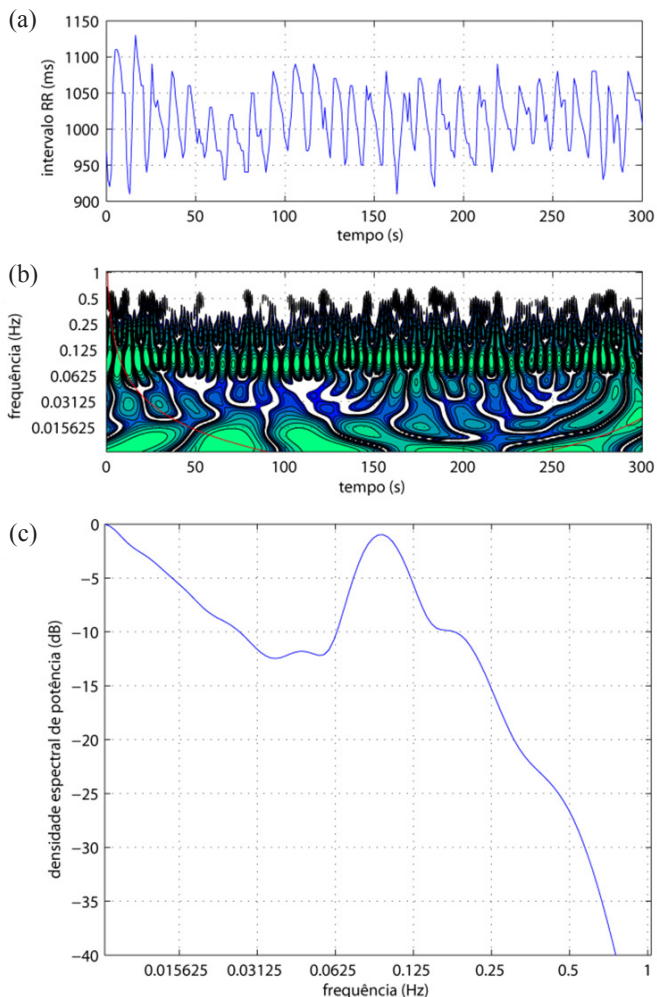 (a)
intervalo RR (ms)
1150
1100
1050
1000
950
900
0 50 100 150 200 250 300
tempo (s)
(b)
frequência (Hz)
1
0.5
0.25
0.125
0.0625
0.03125
0.015625
0 50 100 150 200 250 300
tempo (s)
(c)
densidade espectral de potência (dB)
0
−5
−10
−15
−20
−25
−30
−35
−40
0.015625 0.03125 0.0625 0.125 0.25 0.5 1
frequência (Hz)